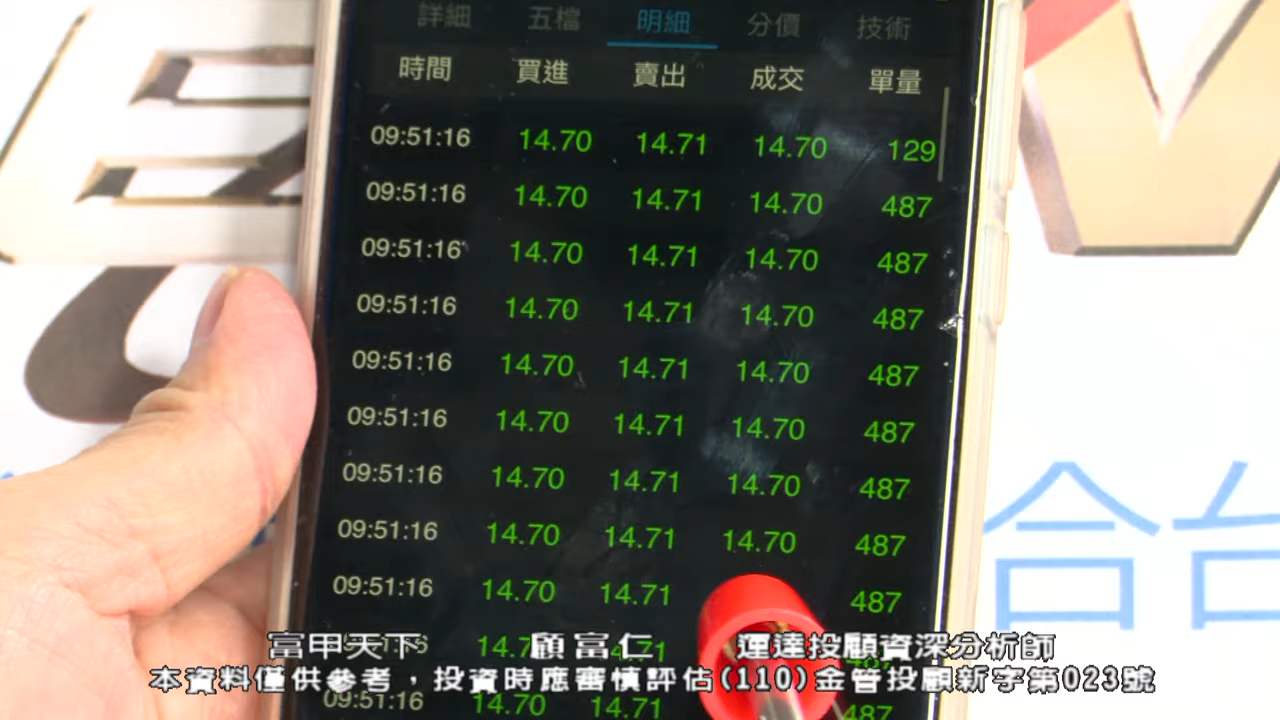 詳細 五檔 明細 分價 技術
時間 買進 賣出 成交 單量
09:51:16 14.70 14.71 14.70 129
09:51:16 14.70 14.71 14.70 487
09:51:16 14.70 14.71 14.70 487
09:51:16 14.70 14.71 14.70 487
09:51:16 14.70 14.71 14.70 487
09:51:16 14.70 14.71 14.70 487
09:51:16 14.70 14.71 14.70 487
09:51:16 14.70 14.71 14.70 487
09:51:16 14.70 14.71 487
09:51:16 14.70 14.71 487
合台
富甲天下 顧富仁 運達投顧資深分析師
本資料僅供參考，投資時應審慎評估(110)金管投顧新字第023號